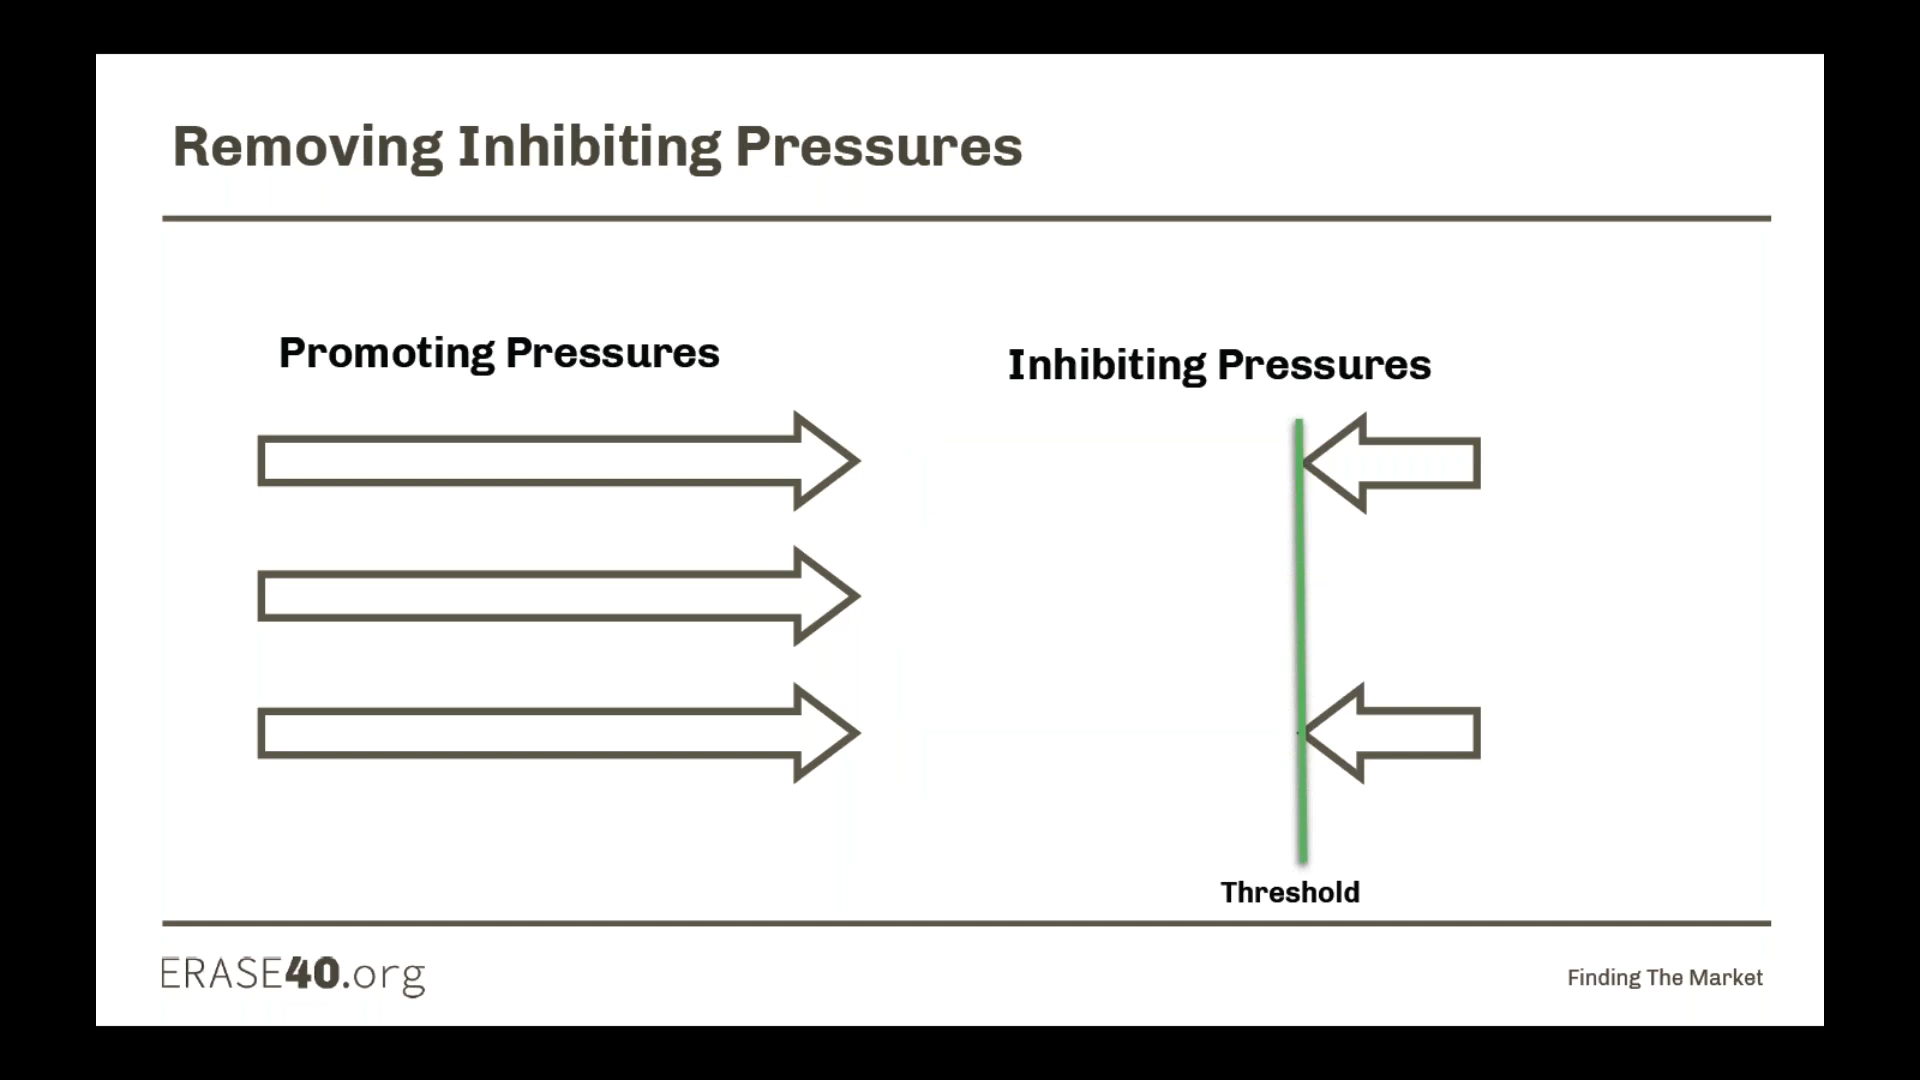 Removing Inhibiting Pressures
Promoting Pressures
Inhibiting Pressures
Threshold
ERASE40.org
Finding The Market